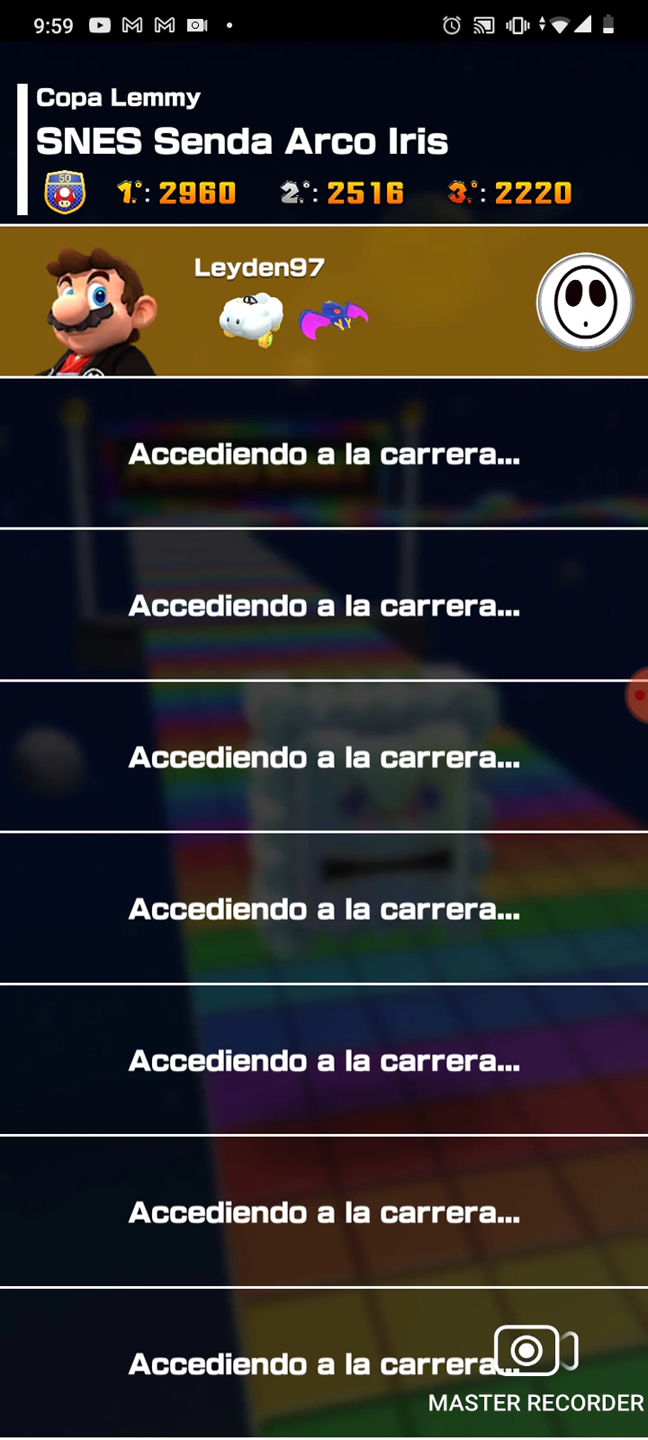 9:59
Copa Lemmy
SNES Senda Arco Iris
50 1.º: 2960 2.º: 2516 3.º: 2220
Leyden97
Accediendo a la carrera...
Accediendo a la carrera...
Accediendo a la carrera...
Accediendo a la carrera...
Accediendo a la carrera...
Accediendo a la carrera...
Accediendo a la carrera...
MASTER RECORDER